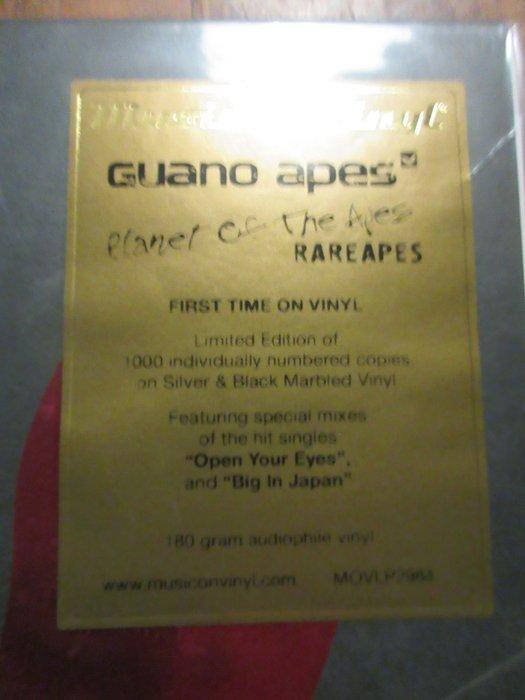 Music on Vinyl
GUANO APES
Planet Of The Apes
RAREAPES
FIRST TIME ON VINYL
Limited Edition of
1000 individually numbered copies
on Silver & Black Marbled Vinyl
Featuring special mixes
of the hit singles
"Open Your Eyes",
and "Big In Japan"
180 gram audiophile vinyl
www.musiconvinyl.com MOVLP2984